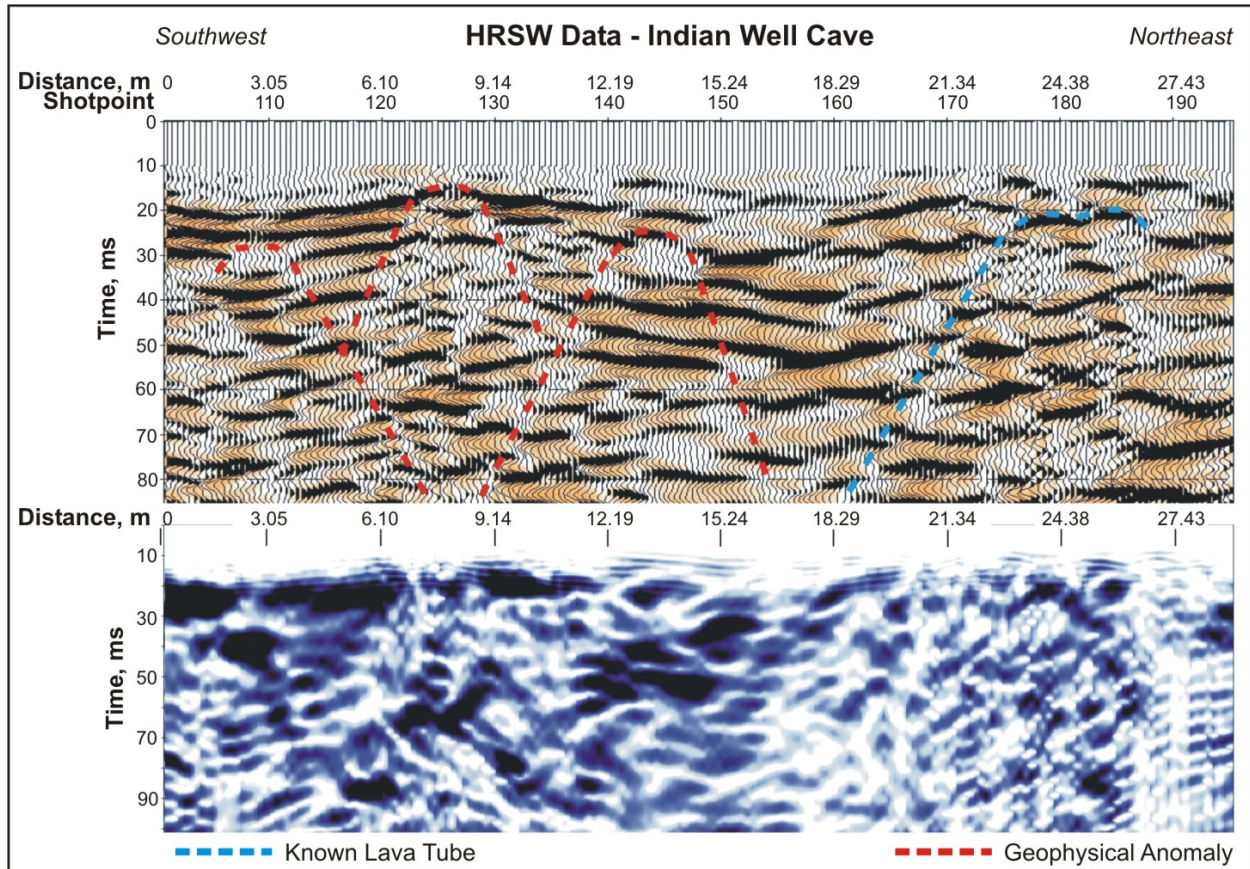 Southwest HRSW Data - Indian Well Cave Northeast
Distance, m 0 3.05 6.10 9.14 12.19 15.24 18.29 21.34 24.38 27.43
Shotpoint 110 120 130 140 150 160 170 180 190
0
10
20
30
40
50
60
70
80
Time, ms
Distance, m 0 3.05 6.10 9.14 12.19 15.24 18.29 21.34 24.38 27.43
10
30
50
70
90
Time, ms
Known Lava Tube Geophysical Anomaly